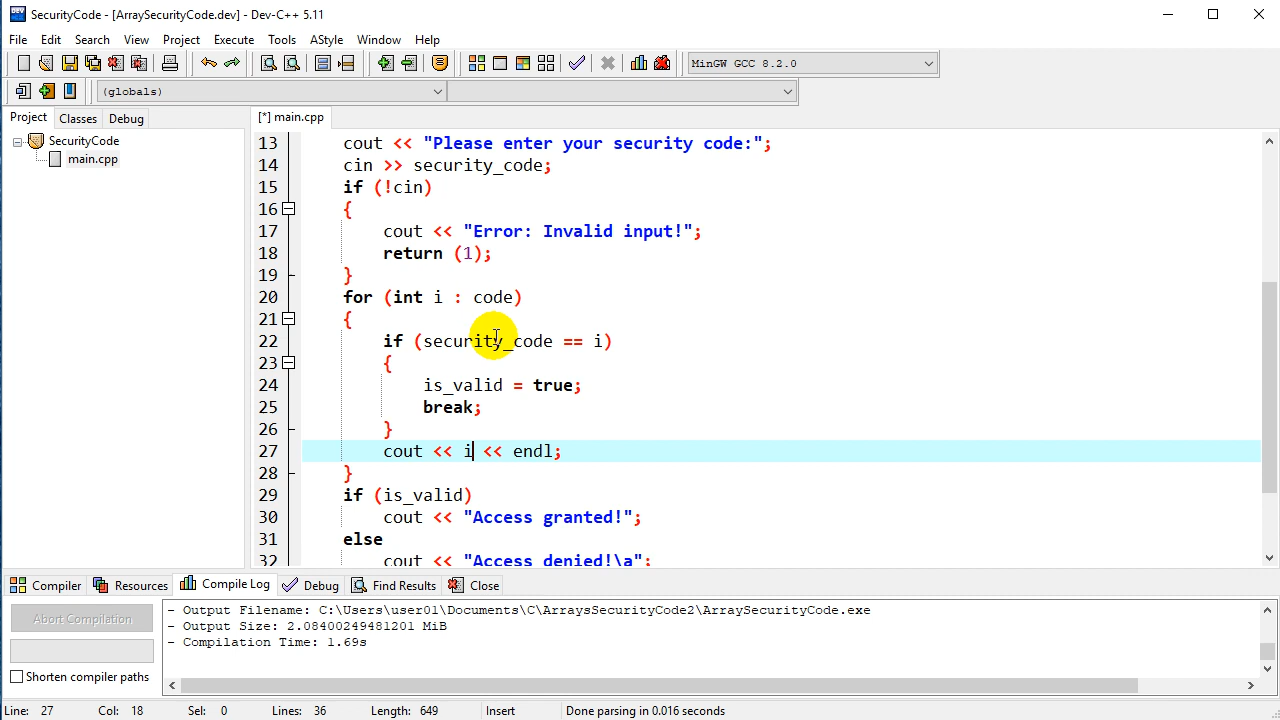 SecurityCode - [ArraySecurityCode.dev] - Dev-C++ 5.11
File Edit Search View Project Execute Tools AStyle Window Help
MinGW GCC 8.2.0
(globals)
Project Classes Debug
[*] main.cpp
SecurityCode
main.cpp
13 cout << "Please enter your security code:";
14 cin >> security_code;
15 if (!cin)
16 {
17 cout << "Error: Invalid input!";
18 return (1);
19 }
20 for (int i : code)
21 {
22 if (security_code == i)
23 {
24 is_valid = true;
25 break;
26 }
27 cout << i << endl;
28 }
29 if (is_valid)
30 cout << "Access granted!";
31 else
32 cout << "Access denied!\a";
Compiler Resources Compile Log Debug Find Results Close
Abort Compilation
Shorten compiler paths
- Output Filename: C:\Users\user01\Documents\C\ArraysSecurityCode2\ArraySecurityCode.exe
- Output Size: 2.08400249481201 MiB
- Compilation Time: 1.69s
Line: 27 Col: 18 Sel: 0 Lines: 36 Length: 649 Insert Done parsing in 0.016 seconds